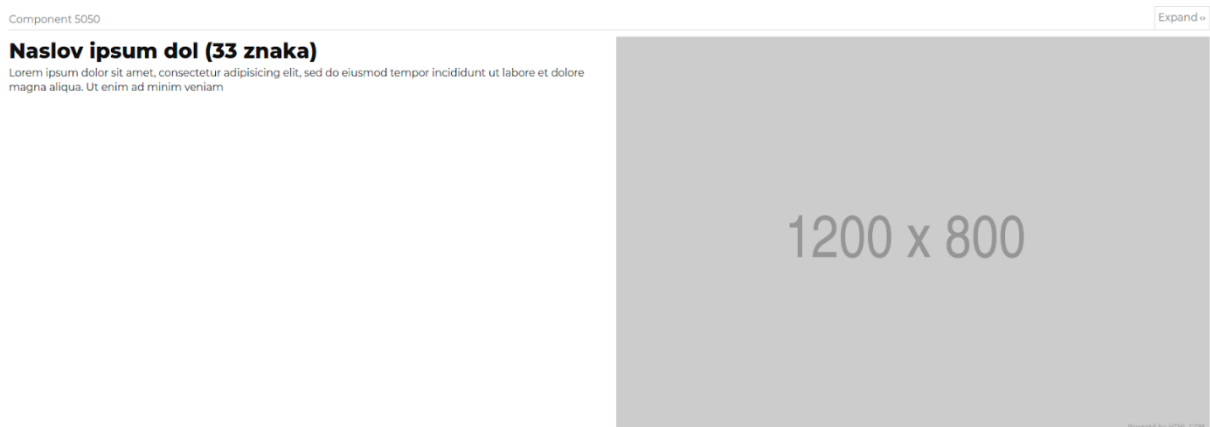 Component 5050
Expand ‹›
Naslov ipsum dol (33 znaka)
Lorem ipsum dolor sit amet, consectetur adipisicing elit, sed do eiusmod tempor incididunt ut labore et dolore
magna aliqua. Ut enim ad minim veniam
1200 x 800